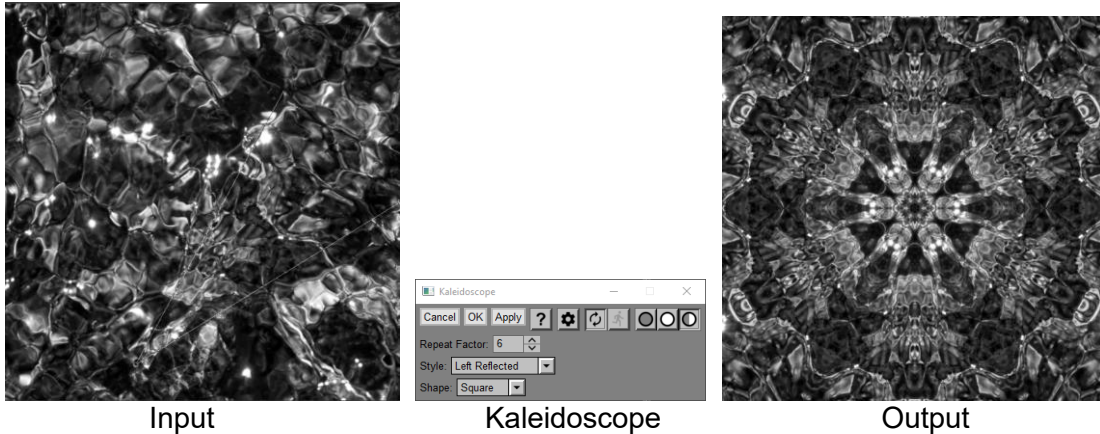 Kaleidoscope
Cancel OK Apply ?
Repeat Factor: 6
Style: Left Reflected
Shape: Square
Input Kaleidoscope Output